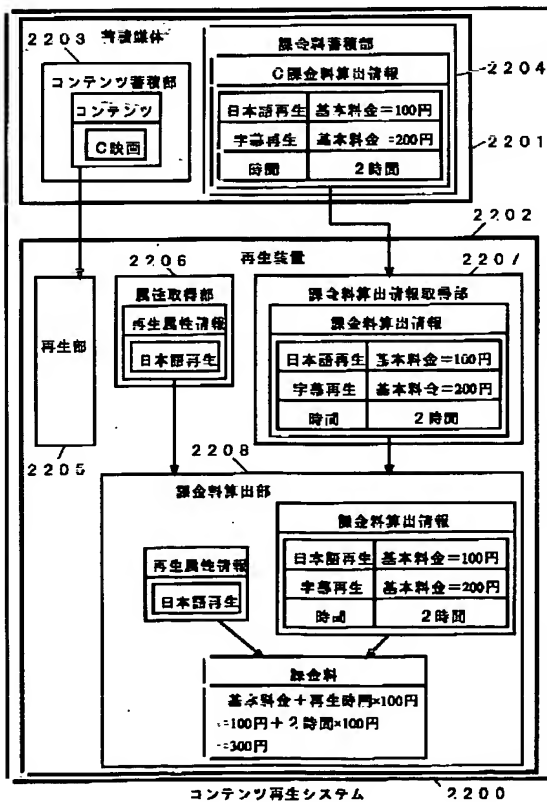 2203
蓄積媒体
コンテンツ蓄積部
コンテンツ
C映画
課金料蓄積部
2204
C課金料算出情報
日本語再生 基本料金=100円
字幕再生 基本料金=200円
時間 2時間
2201
2202
再生装置
2206
2207
再生部
2205
属性取得部
再生属性情報
日本語再生
課金料算出情報取得部
課金料算出情報
日本語再生 基本料金=100円
字幕再生 基本料金=200円
時間 2時間
2208
課金料算出部
再生属性情報
日本語再生
課金料算出情報
日本語再生 基本料金=100円
字幕再生 基本料金=200円
時間 2時間
課金料
基本料金+再生時間×100円
=100円+2時間×100円
=300円
コンテンツ再生システム
2200